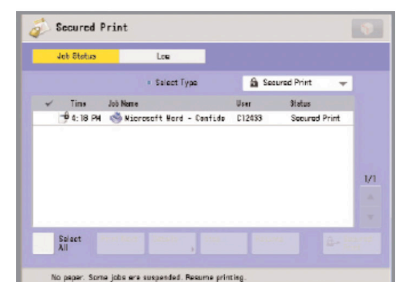 Secured Print
Job Status Log
Select Type Secured Print
Time Job Name User Status
4:18 PM Microsoft Word - Confide C12433 Secured Print
1/1
Select
All
No paper. Some jobs are suspended. Resume printing.